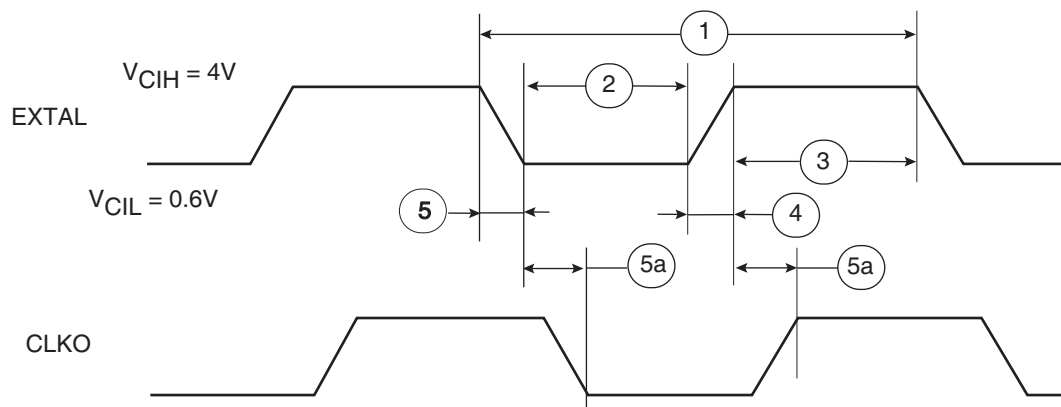 1
V_CIH = 4V
2
EXTAL
3
V_CIL = 0.6V
5
4
5a
5a
CLKO